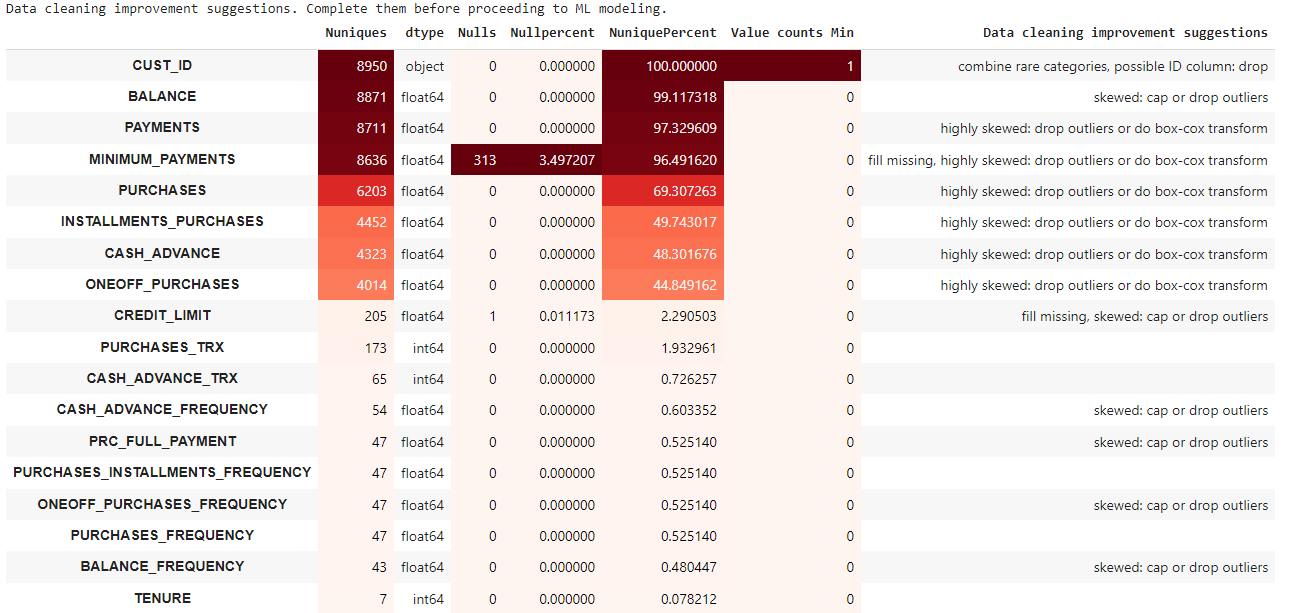 Data cleaning improvement suggestions. Complete them before proceeding to ML modeling.
Nuniques dtype Nulls Nullpercent NuniquePercent Value counts Min Data cleaning improvement suggestions
CUST_ID 8950 object 0 0.000000 100.000000 1 combine rare categories, possible ID column: drop
BALANCE 8871 float64 0 0.000000 99.117318 0 skewed: cap or drop outliers
PAYMENTS 8711 float64 0 0.000000 97.329609 0 highly skewed: drop outliers or do box-cox transform
MINIMUM_PAYMENTS 8636 float64 313 3.497207 96.491620 0 fill missing, highly skewed: drop outliers or do box-cox transform
PURCHASES 6203 float64 0 0.000000 69.307263 0 highly skewed: drop outliers or do box-cox transform
INSTALLMENTS_PURCHASES 4452 float64 0 0.000000 49.743017 0 highly skewed: drop outliers or do box-cox transform
CASH_ADVANCE 4323 float64 0 0.000000 48.301676 0 highly skewed: drop outliers or do box-cox transform
ONEOFF_PURCHASES 4014 float64 0 0.000000 44.849162 0 highly skewed: drop outliers or do box-cox transform
CREDIT_LIMIT 205 float64 1 0.011173 2.290503 0 fill missing, skewed: cap or drop outliers
PURCHASES_TRX 173 int64 0 0.000000 1.932961 0
CASH_ADVANCE_TRX 65 int64 0 0.000000 0.726257 0
CASH_ADVANCE_FREQUENCY 54 float64 0 0.000000 0.603352 0 skewed: cap or drop outliers
PRC_FULL_PAYMENT 47 float64 0 0.000000 0.525140 0 skewed: cap or drop outliers
PURCHASES_INSTALLMENTS_FREQUENCY 47 float64 0 0.000000 0.525140 0
ONEOFF_PURCHASES_FREQUENCY 47 float64 0 0.000000 0.525140 0 skewed: cap or drop outliers
PURCHASES_FREQUENCY 47 float64 0 0.000000 0.525140 0
BALANCE_FREQUENCY 43 float64 0 0.000000 0.480447 0 skewed: cap or drop outliers
TENURE 7 int64 0 0.000000 0.078212 0